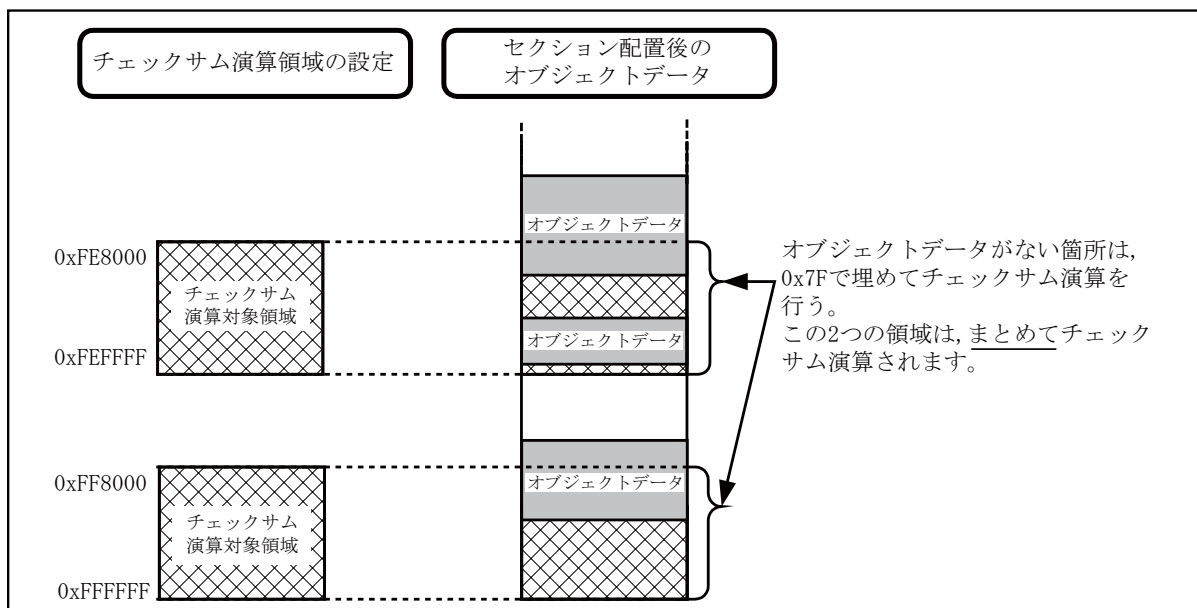 チェックサム演算領域の設定
セクション配置後の
オブジェクトデータ
オブジェクトデータ
0xFE8000
チェックサム
演算対象領域
オブジェクトデータ
0xFEFFFF
オブジェクトデータがない箇所は,
0x7Fで埋めてチェックサム演算を
行う。
この2つの領域は,まとめてチェック
サム演算されます。
0xFF8000
オブジェクトデータ
チェックサム
演算対象領域
0xFFFFFF